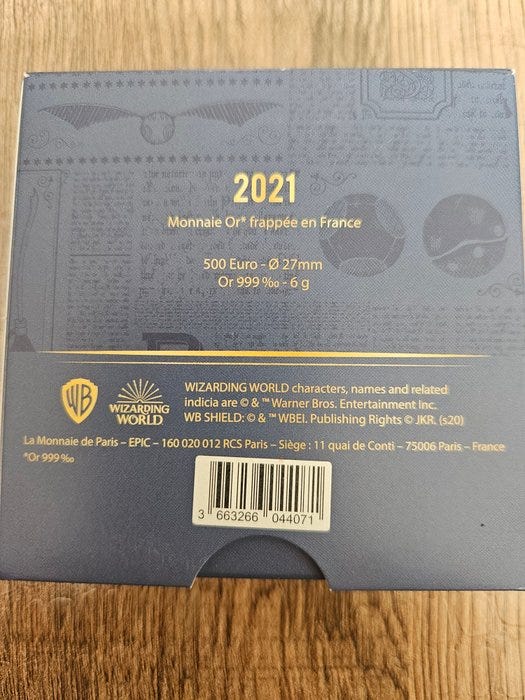 2021
Monnaie Or* frappée en France
500 Euro - Ø 27mm
Or 999 ‰ - 6 g
WB
WIZARDING
WORLD
WIZARDING WORLD characters, names and related
indicia are © & ™ Warner Bros. Entertainment Inc.
WB SHIELD: © & ™ WBEI. Publishing Rights © JKR. (s20)
La Monnaie de Paris – EPIC – 160 020 012 RCS Paris – Siège : 11 quai de Conti – 75006 Paris – France
*Or 999 ‰
3 663266 044071